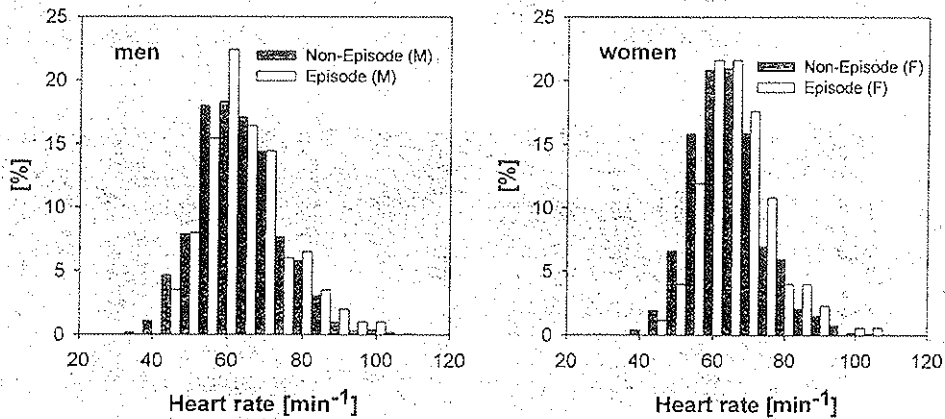 men
Non-Episode (M)
Episode (M)
[%]
25
20
15
10
5
0
20 40 60 80 100 120
Heart rate [min-1]
women
Non-Episode (F)
Episode (F)
[%]
25
20
15
10
5
0
20 40 60 80 100 120
Heart rate [min-1]